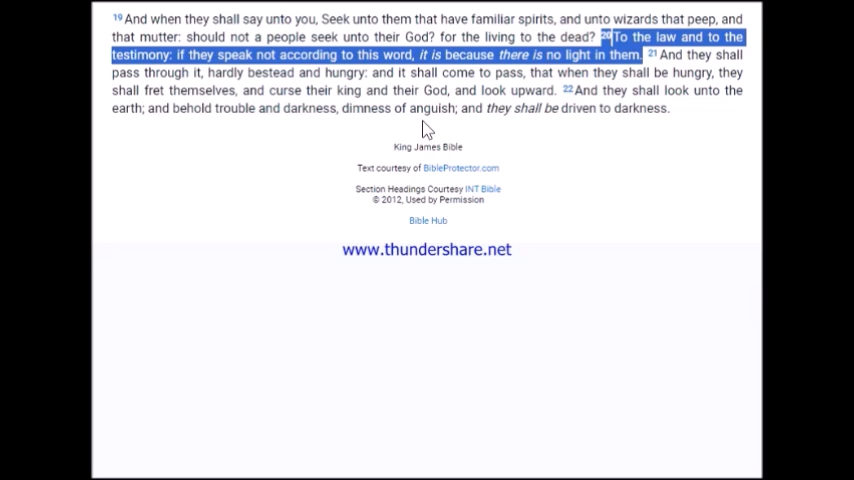 19 And when they shall say unto you, Seek unto them that have familiar spirits, and unto wizards that peep, and
that mutter: should not a people seek unto their God? for the living to the dead? 20 To the law and to the
testimony: if they speak not according to this word, it is because there is no light in them. 21 And they shall
pass through it, hardly bestead and hungry: and it shall come to pass, that when they shall be hungry, they
shall fret themselves, and curse their king and their God, and look upward. 22 And they shall look unto the
earth; and behold trouble and darkness, dimness of anguish; and they shall be driven to darkness.
King James Bible
Text courtesy of BibleProtector.com
Section Headings Courtesy INT Bible
© 2012, Used by Permission
Bible Hub
www.thundershare.net